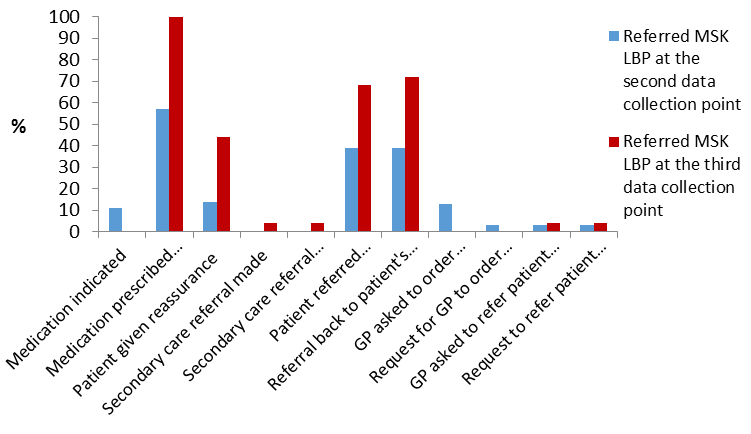 100
90
80
70
60
50
40
30
20
10
0
%
Medication indicated
Medication prescribed...
Patient given reassurance
Secondary care referral made
Secondary care referral...
Patient referred...
Referral back to patient's...
GP asked to order...
Request for GP to order...
GP asked to refer patient...
Request to refer patient...
Referred MSK
LBP at the
second data
collection point
Referred MSK
LBP at the third
data collection
point